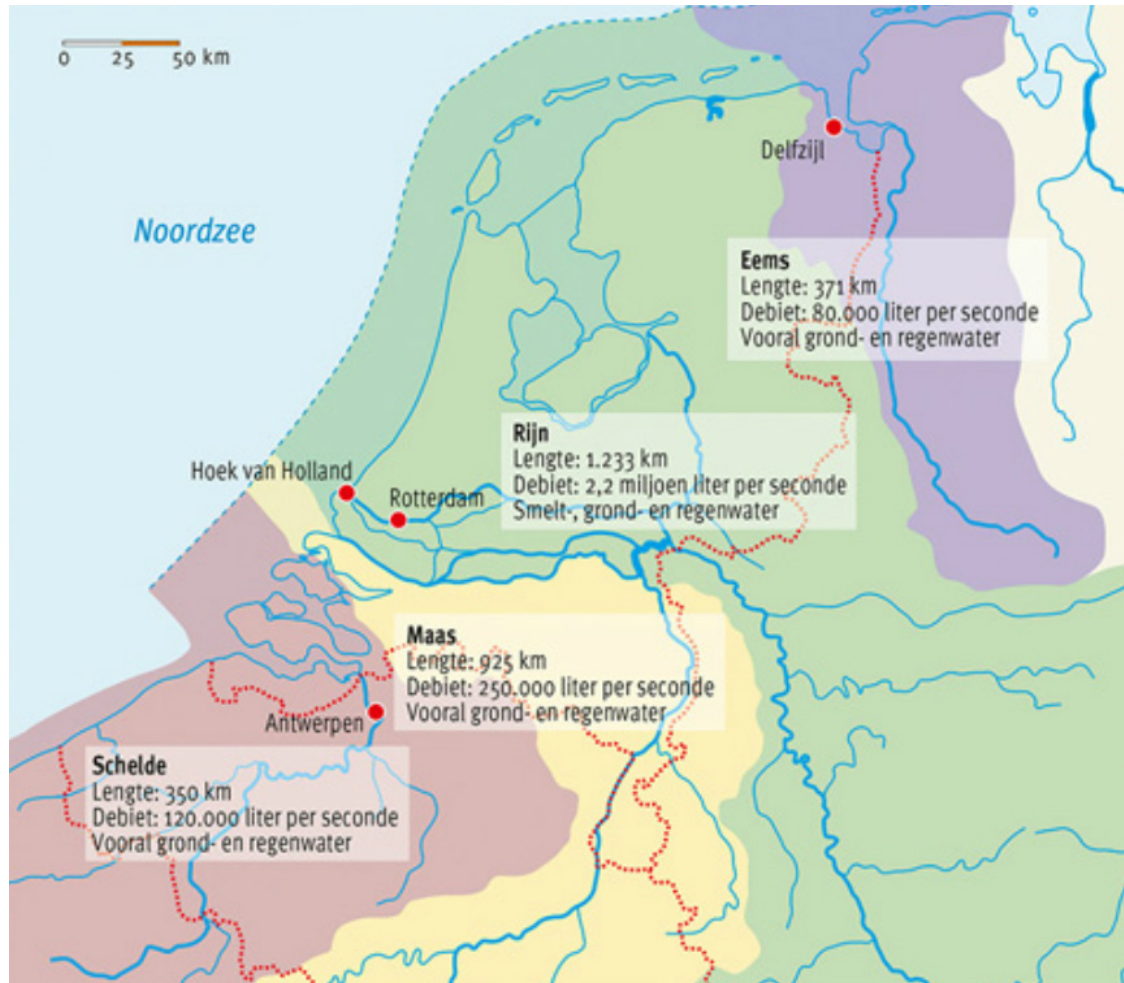 0 25 50 km
Delfzijl
Noordzee
Eems
Lengte: 371 km
Debiet: 80.000 liter per seconde
Vooral grond- en regenwater
Rijn
Lengte: 1.233 km
Debiet: 2,2 miljoen liter per seconde
Smelt-, grond- en regenwater
Hoek van Holland
Rotterdam
Maas
Lengte: 925 km
Debiet: 250.000 liter per seconde
Vooral grond- en regenwater
Antwerpen
Schelde
Lengte: 350 km
Debiet: 120.000 liter per seconde
Vooral grond- en regenwater